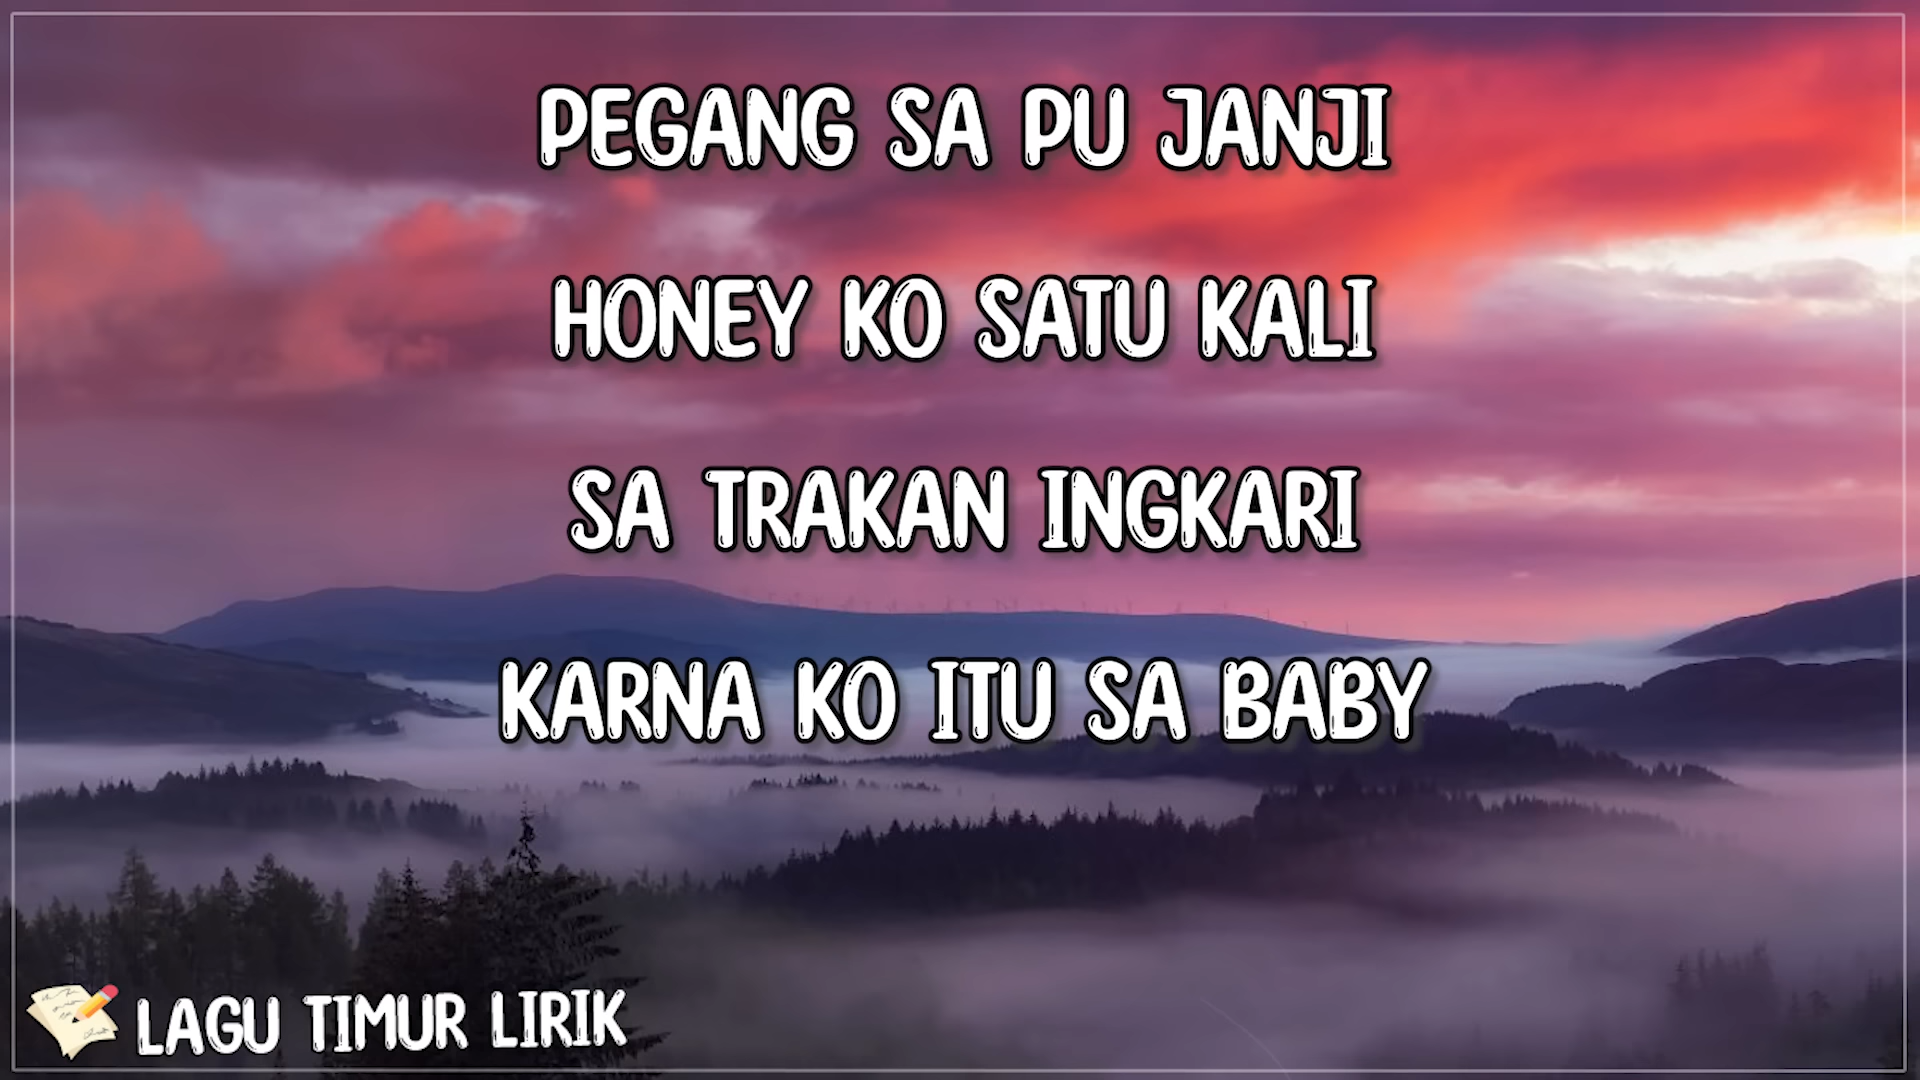 PEGANG SA PU JANJI
HONEY KO SATU KALI
SA TRAKAN INGKARI
KARNA KO ITU SA BABY
LAGU TIMUR LIRIK